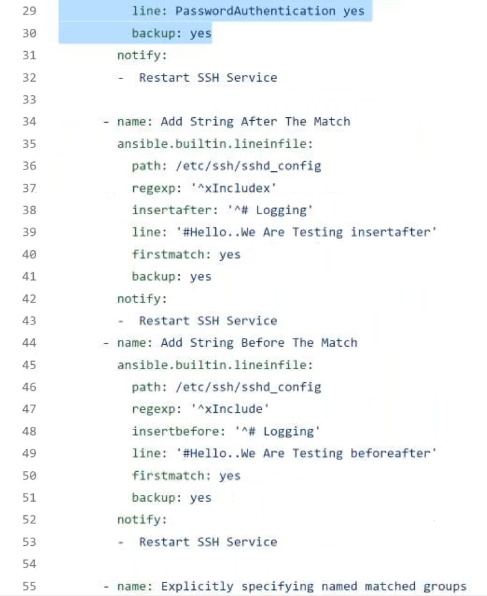 29 line: PasswordAuthentication yes
30 backup: yes
31 notify:
32 - Restart SSH Service
33
34 - name: Add String After The Match
35 ansible.builtin.lineinfile:
36 path: /etc/ssh/sshd_config
37 regexp: '^xIncludex'
38 insertafter: '^# Logging'
39 line: '#Hello..We Are Testing insertafter'
40 firstmatch: yes
41 backup: yes
42 notify:
43 - Restart SSH Service
44 - name: Add String Before The Match
45 ansible.builtin.lineinfile:
46 path: /etc/ssh/sshd_config
47 regexp: '^xInclude'
48 insertbefore: '^# Logging'
49 line: '#Hello..We Are Testing beforeafter'
50 firstmatch: yes
51 backup: yes
52 notify:
53 - Restart SSH Service
54
55 - name: Explicitly specifying named matched groups